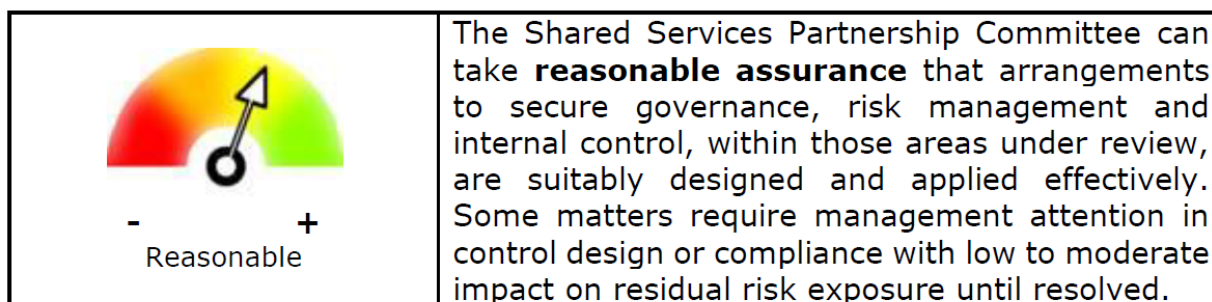 - +
Reasonable
The Shared Services Partnership Committee can
take reasonable assurance that arrangements
to secure governance, risk management and
internal control, within those areas under review,
are suitably designed and applied effectively.
Some matters require management attention in
control design or compliance with low to moderate
impact on residual risk exposure until resolved.